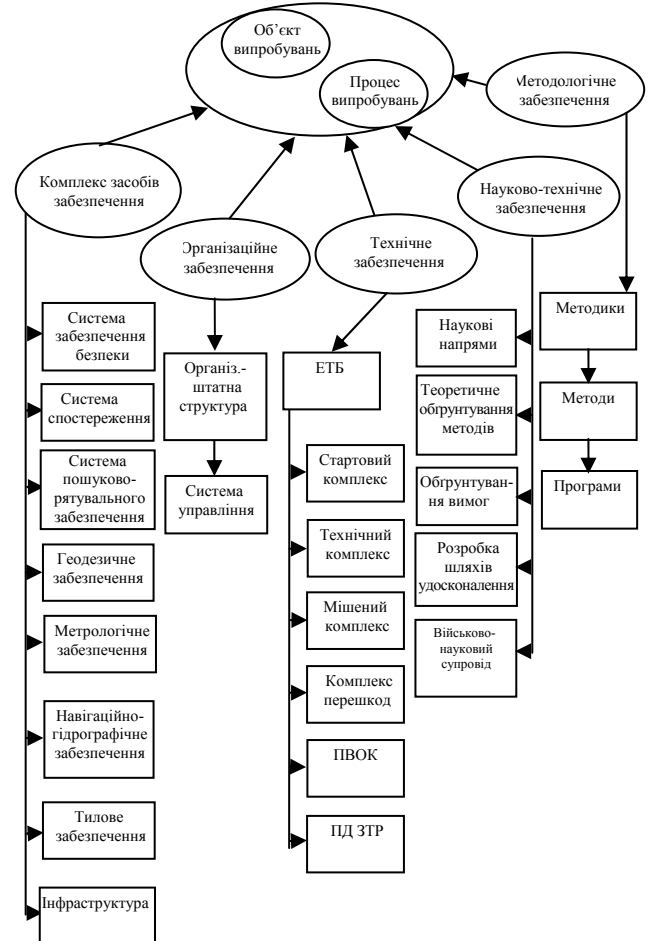 Об’єкт
випробувань
Процес
випробувань
Методологічне
забезпечення
Комплекс засобів
забезпечення
Науково-технічне
забезпечення
Организаційне
забезпечення
Технічне
забезпечення
Система
забезпечення
безпеки
Система
спостереження
Система
пошуково-
рятувального
забезпечення
Геодезичне
забезпечення
Метрологічне
забезпечення
Навігаційно-
гідрографічне
забезпечення
Тилове
забезпечення
Інфраструктура
Організ.-
штатна
структура
Система
управління
ЕТБ
Стартовий
комплекс
Технічний
комплекс
Мішений
комплекс
Комплекс
перешкод
ПВОК
ПД ЗТР
Наукові
напрями
Теоретичне
обґрунтування
методів
Обґрунтуван-
ня вимог
Розробка
шляхів
удосконалення
Військово-
науковий
супровід
Методики
Методи
Програми